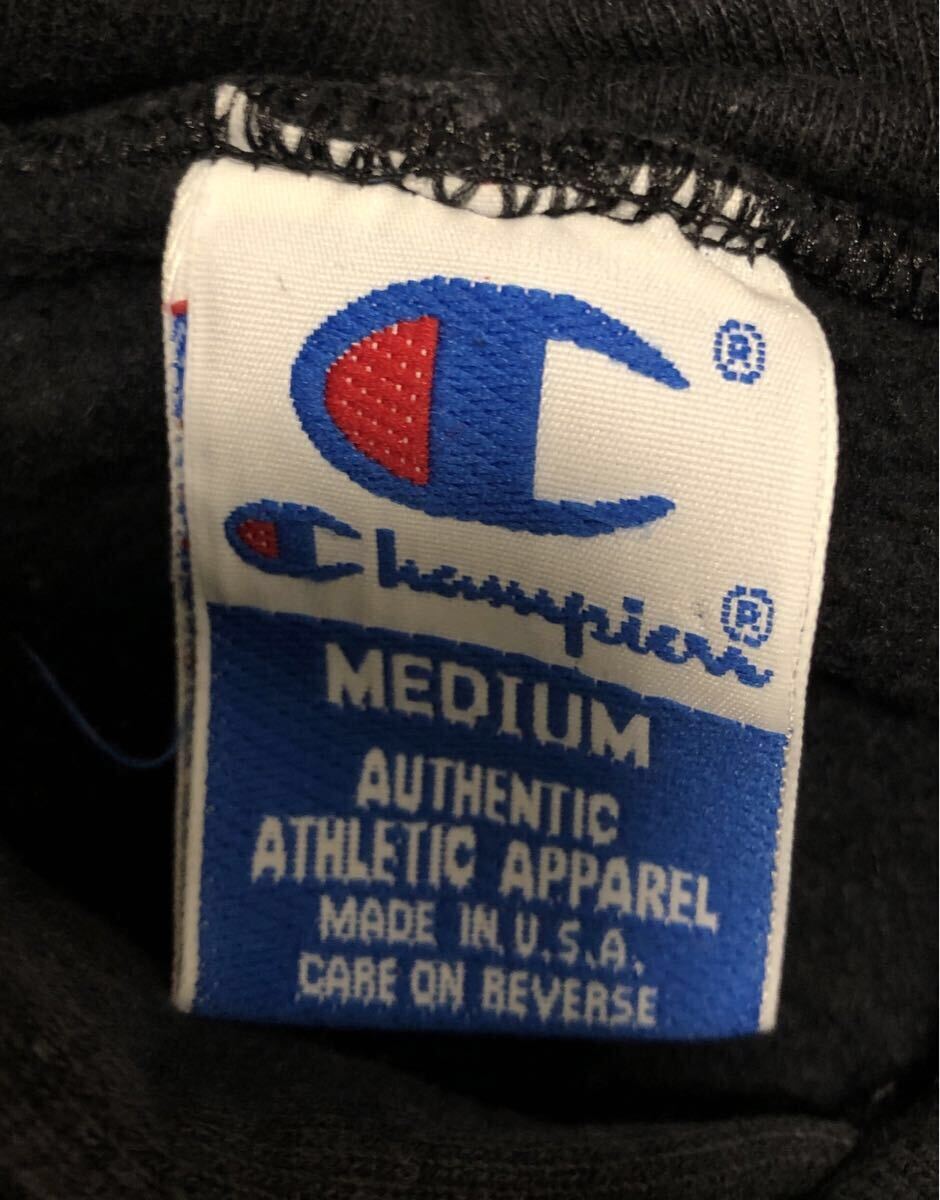 ®
Champion®
MEDIUM
AUTHENTIC
ATHLETIC APPAREL
MADE IN U.S.A.
CARE ON REVERSE